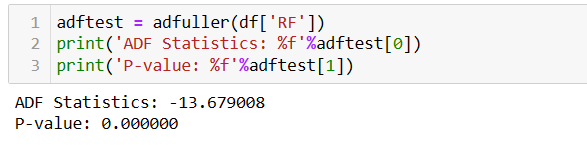 1 adftest = adfuller(df['RF'])
2 print('ADF Statistics: %f'%adftest[0])
3 print('P-value: %f'%adftest[1])
ADF Statistics: -13.679008
P-value: 0.000000